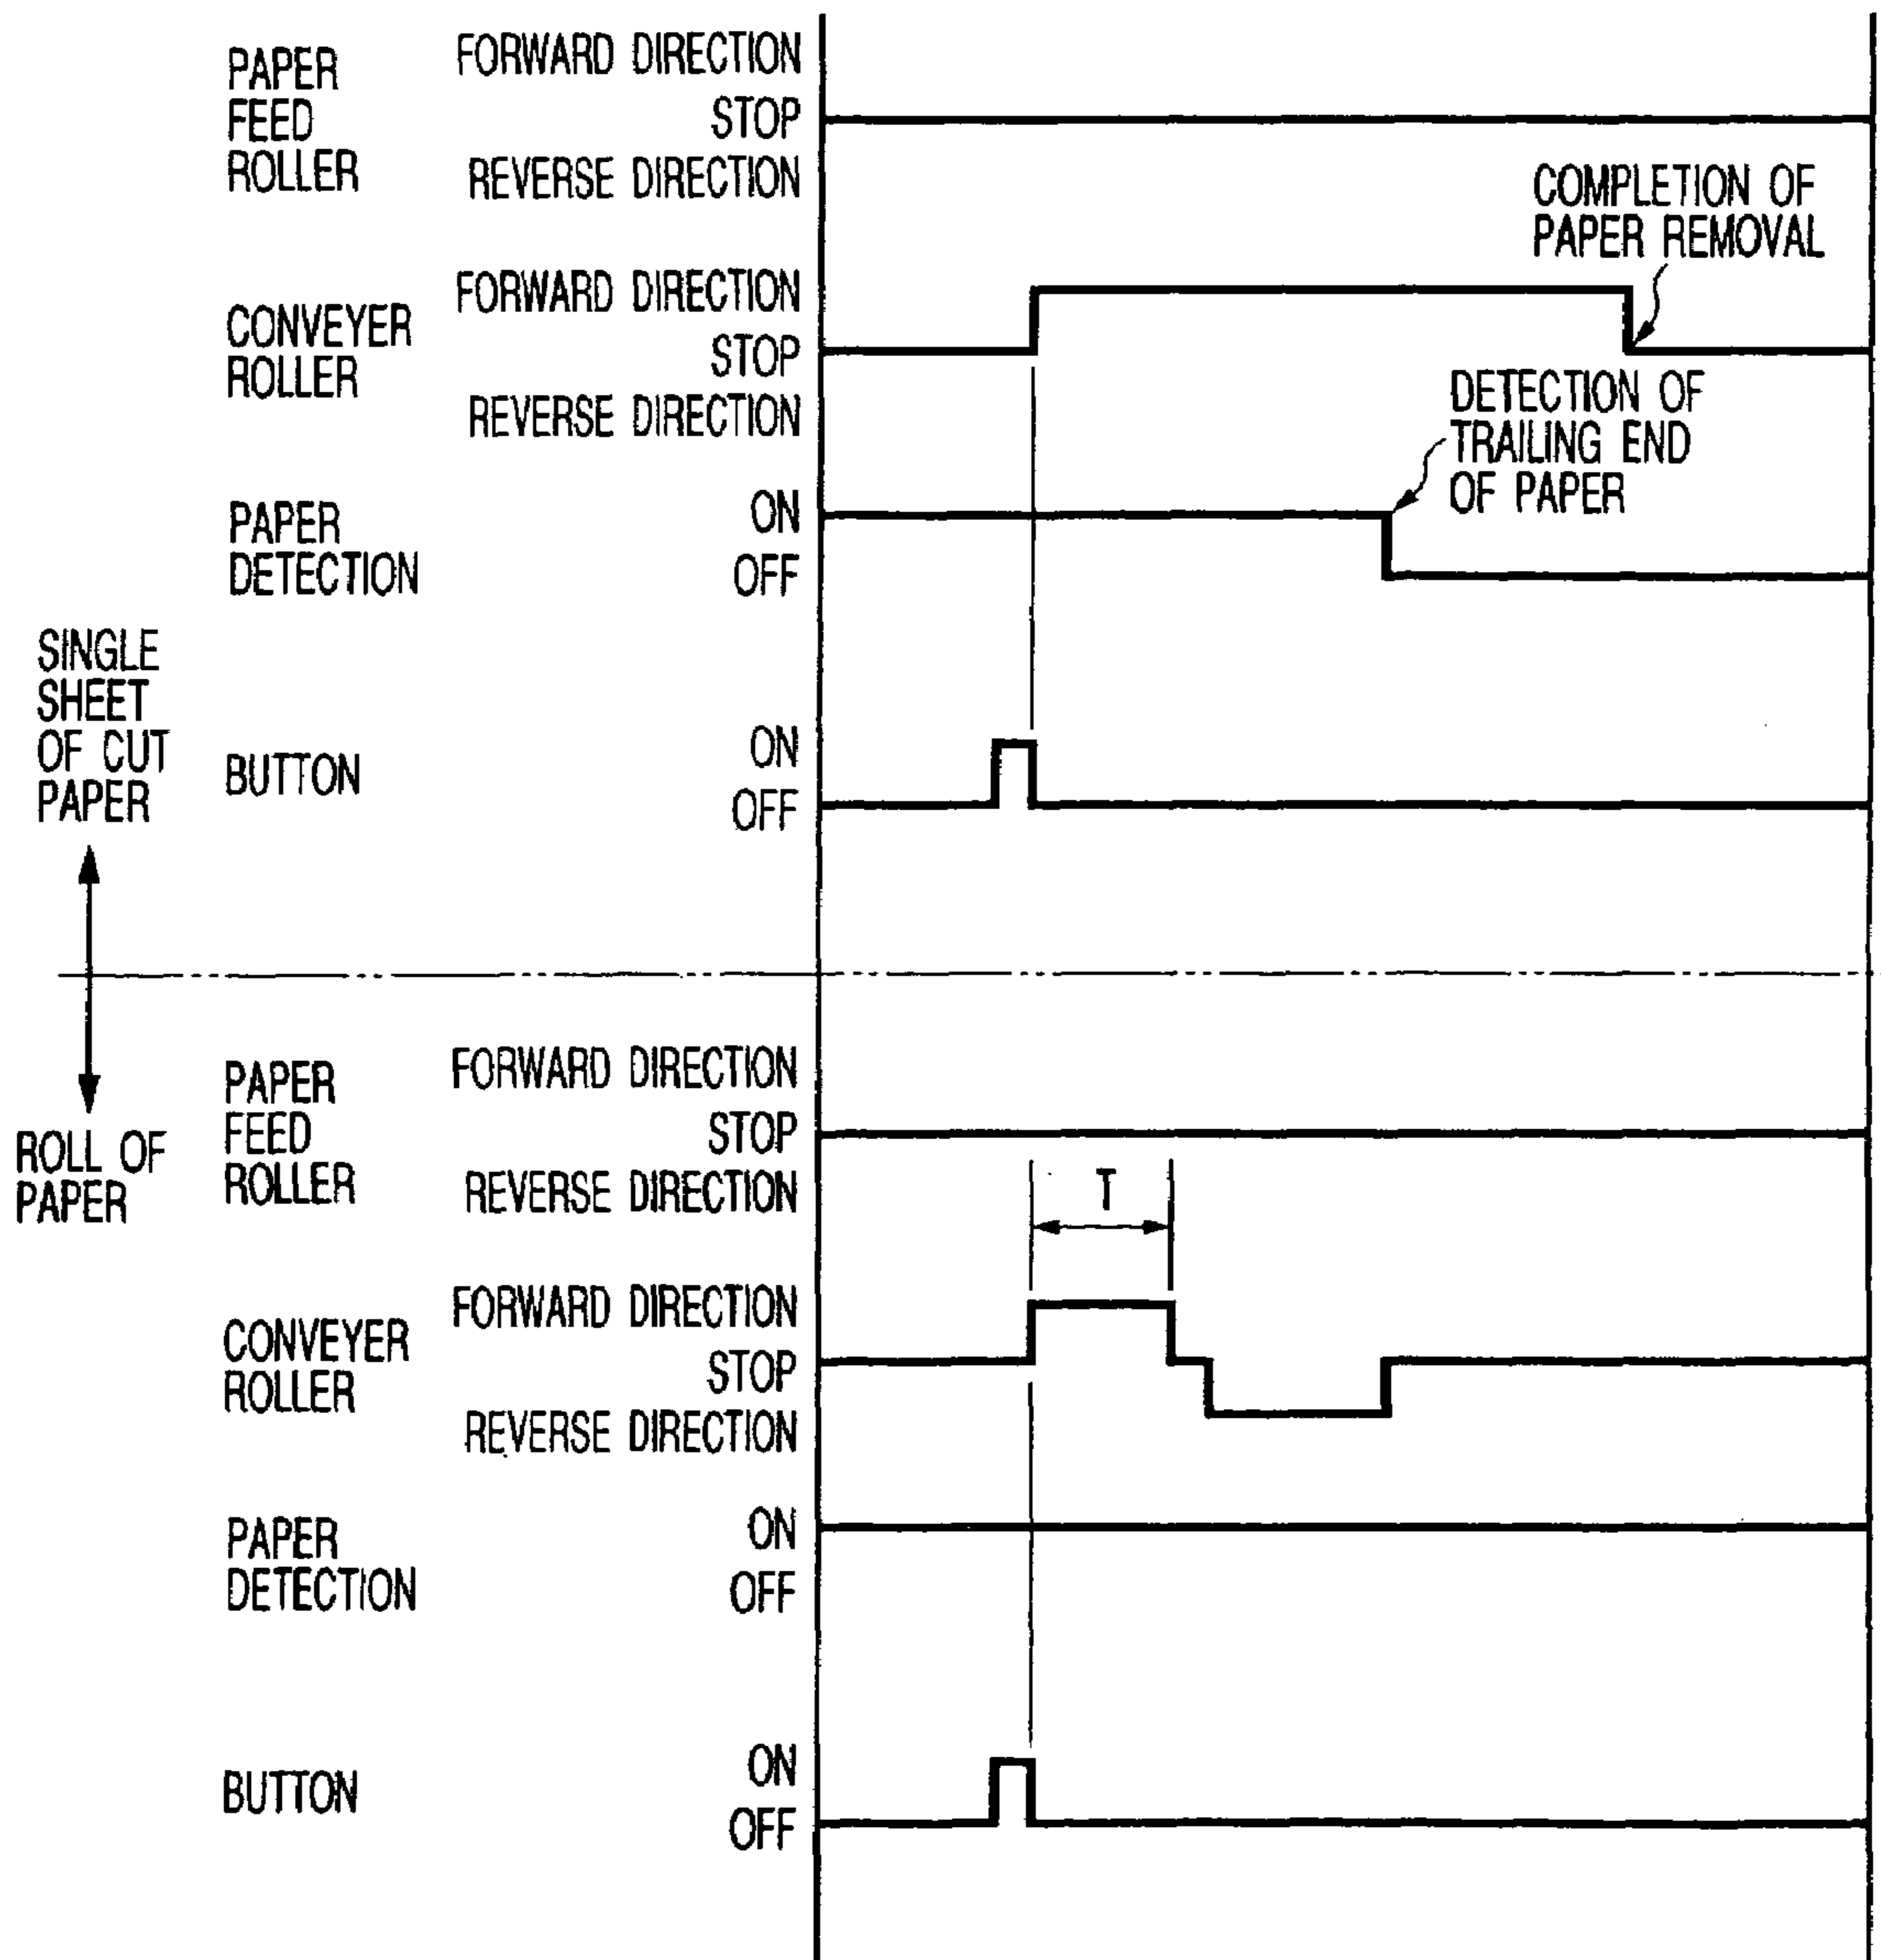 PAPER
FEED
ROLLER
FORWARD DIRECTION
STOP
REVERSE DIRECTION
COMPLETION OF
PAPER REMOVAL
CONVEYER
ROLLER
FORWARD DIRECTION
STOP
REVERSE DIRECTION
DETECTION OF
TRAILING END
OF PAPER
PAPER
DETECTION
ON
OFF
SINGLE
SHEET
OF CUT
PAPER
BUTTON
ON
OFF
ROLL OF
PAPER
PAPER
FEED
ROLLER
FORWARD DIRECTION
STOP
REVERSE DIRECTION
T
CONVEYER
ROLLER
FORWARD DIRECTION
STOP
REVERSE DIRECTION
PAPER
DETECTION
ON
OFF
BUTTON
ON
OFF